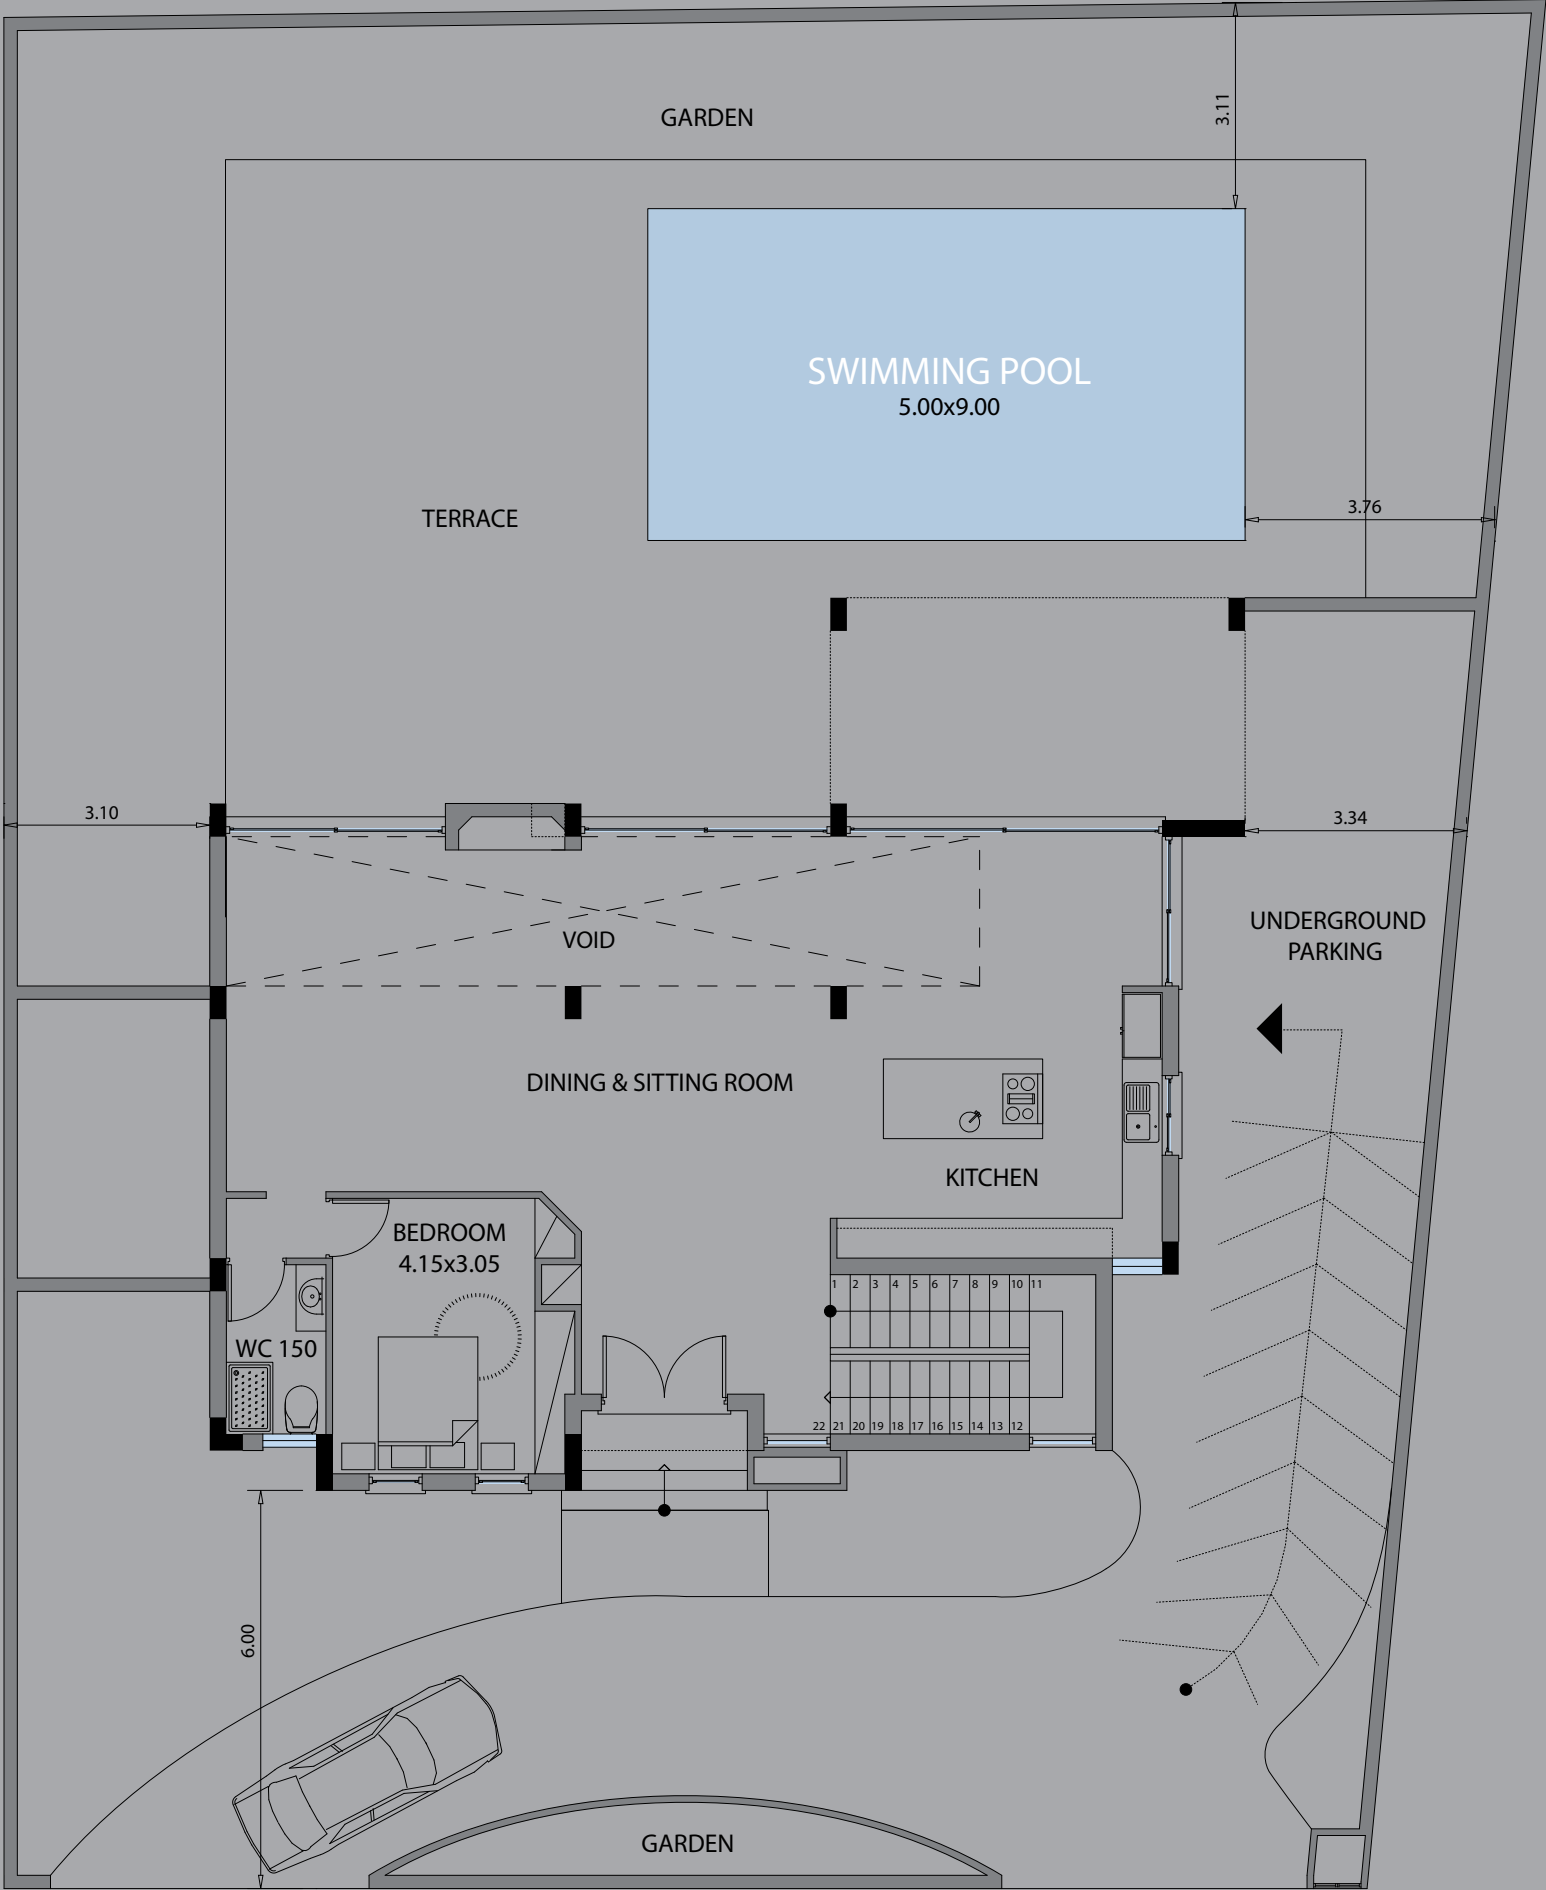 GARDEN
3.11
SWIMMING POOL
5.00x9.00
TERRACE
3.76
3.10
3.34
UNDERGROUND
PARKING
VOID
DINING & SITTING ROOM
KITCHEN
BEDROOM
4.15x3.05
WC 150
1 2 3 4 5 6 7 8 9 10 11
22 21 20 19 18 17 16 15 14 13 12
6.00
GARDEN